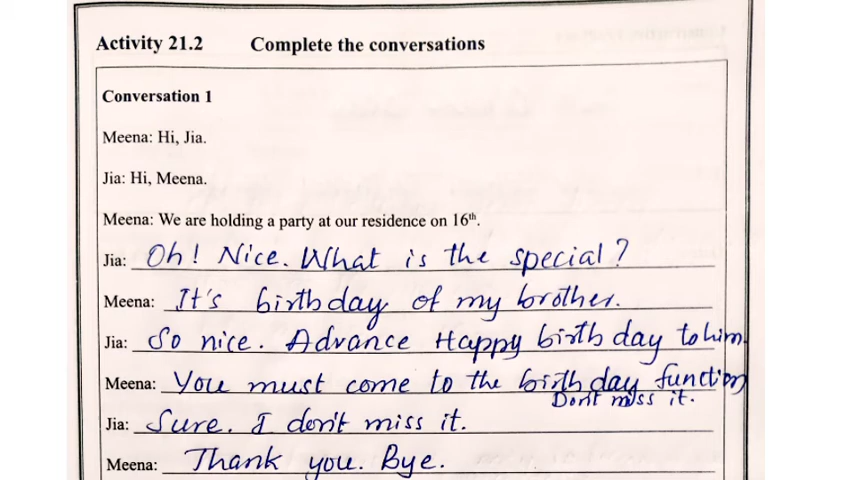 Activity 21.2 Complete the conversations
Conversation 1
Meena: Hi, Jia.
Jia: Hi, Meena.
Meena: We are holding a party at our residence on 16th.
Jia: Oh! Nice. What is the special?
Meena: It's birthday of my brother.
Jia: So nice. Advance Happy birthday to him.
Meena: You must come to the birthday function
Don't miss it.
Jia: Sure. I don't miss it.
Meena: Thank you. Bye.